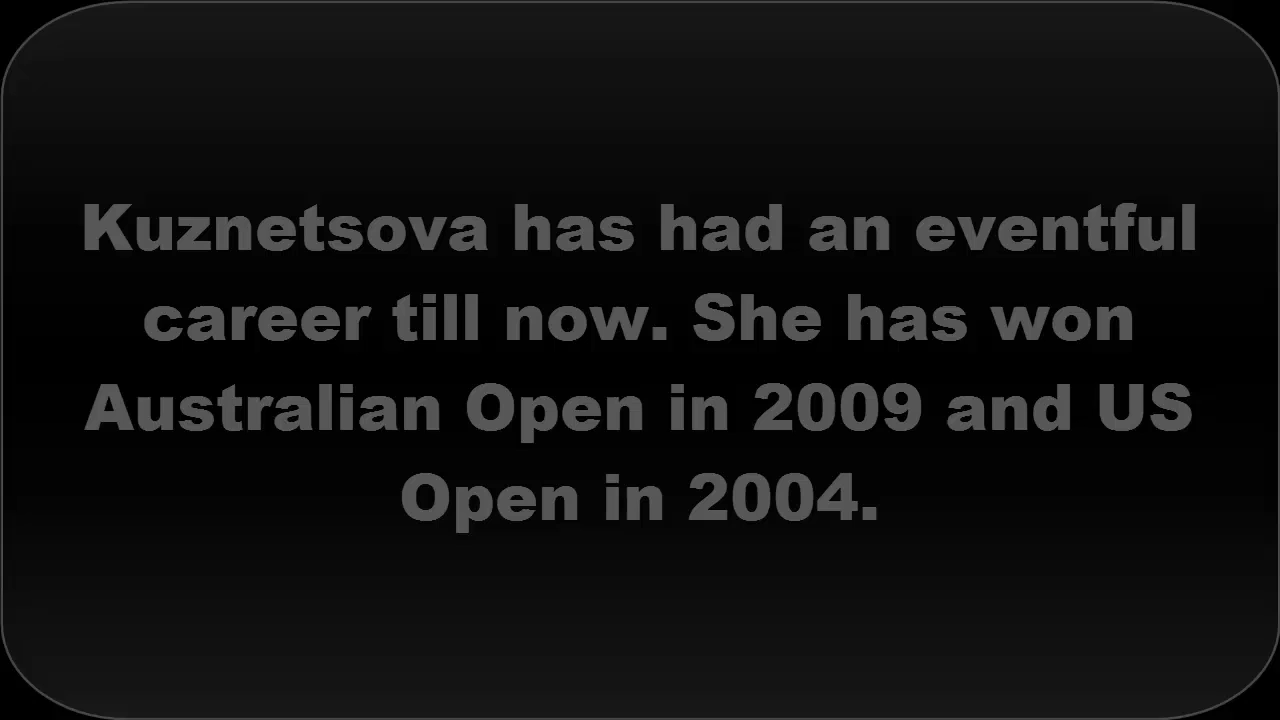 Kuznetsova has had an eventful
career till now. She has won
Australian Open in 2009 and US
Open in 2004.